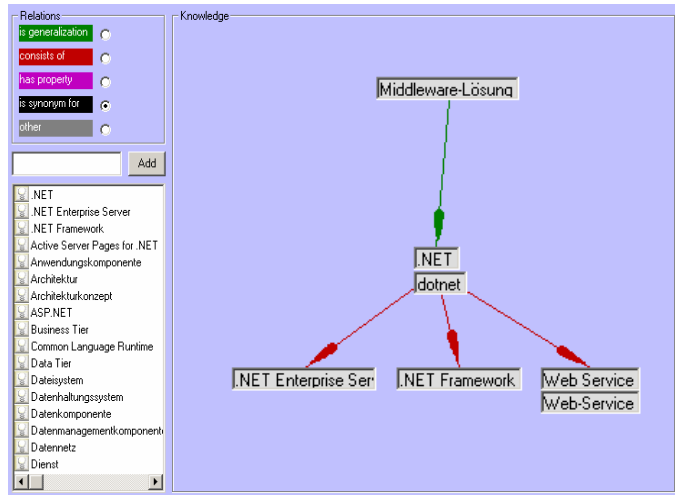 Relations
is generalization
consists of
has property
is synonym for
other
Add
.NET
.NET Enterprise Server
.NET Framework
Active Server Pages for .NET
Anwendungskomponente
Architektur
Architekturkonzept
ASP.NET
Business Tier
Common Language Runtime
Data Tier
Dateisystem
Datenhaltungssystem
Datenkomponente
Datenmanagementkomponente
Datennetz
Dienst
Knowledge
Middleware-Lösung
.NET
dotnet
.NET Enterprise Ser
.NET Framework
Web Service
Web-Service